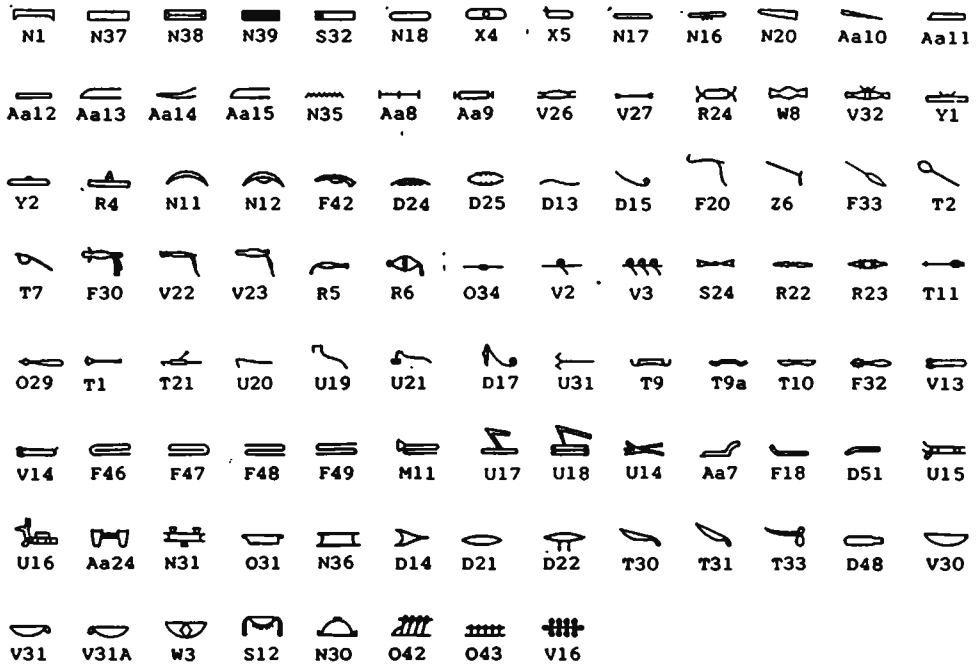 N1 N37 N38 N39 S32 N18 X4 X5 N17 N16 N20 Aa10 Aa11
Aa12 Aa13 Aa14 Aa15 N35 Aa8 Aa9 V26 V27 R24 W8 V32 Y1
Y2 R4 N11 N12 F42 D24 D25 D13 D15 F20 Z6 F33 T2
T7 F30 V22 V23 R5 R6 O34 V2 V3 S24 R22 R23 T11
O29 T1 T21 U20 U19 U21 D17 U31 T9 T9a T10 F32 V13
V14 F46 F47 F48 F49 M11 U17 U18 U14 Aa7 F18 D51 U15
U16 Aa24 N31 O31 N36 D14 D21 D22 T30 T31 T33 D48 V30
V31 V31A W3 S12 N30 O42 O43 V16